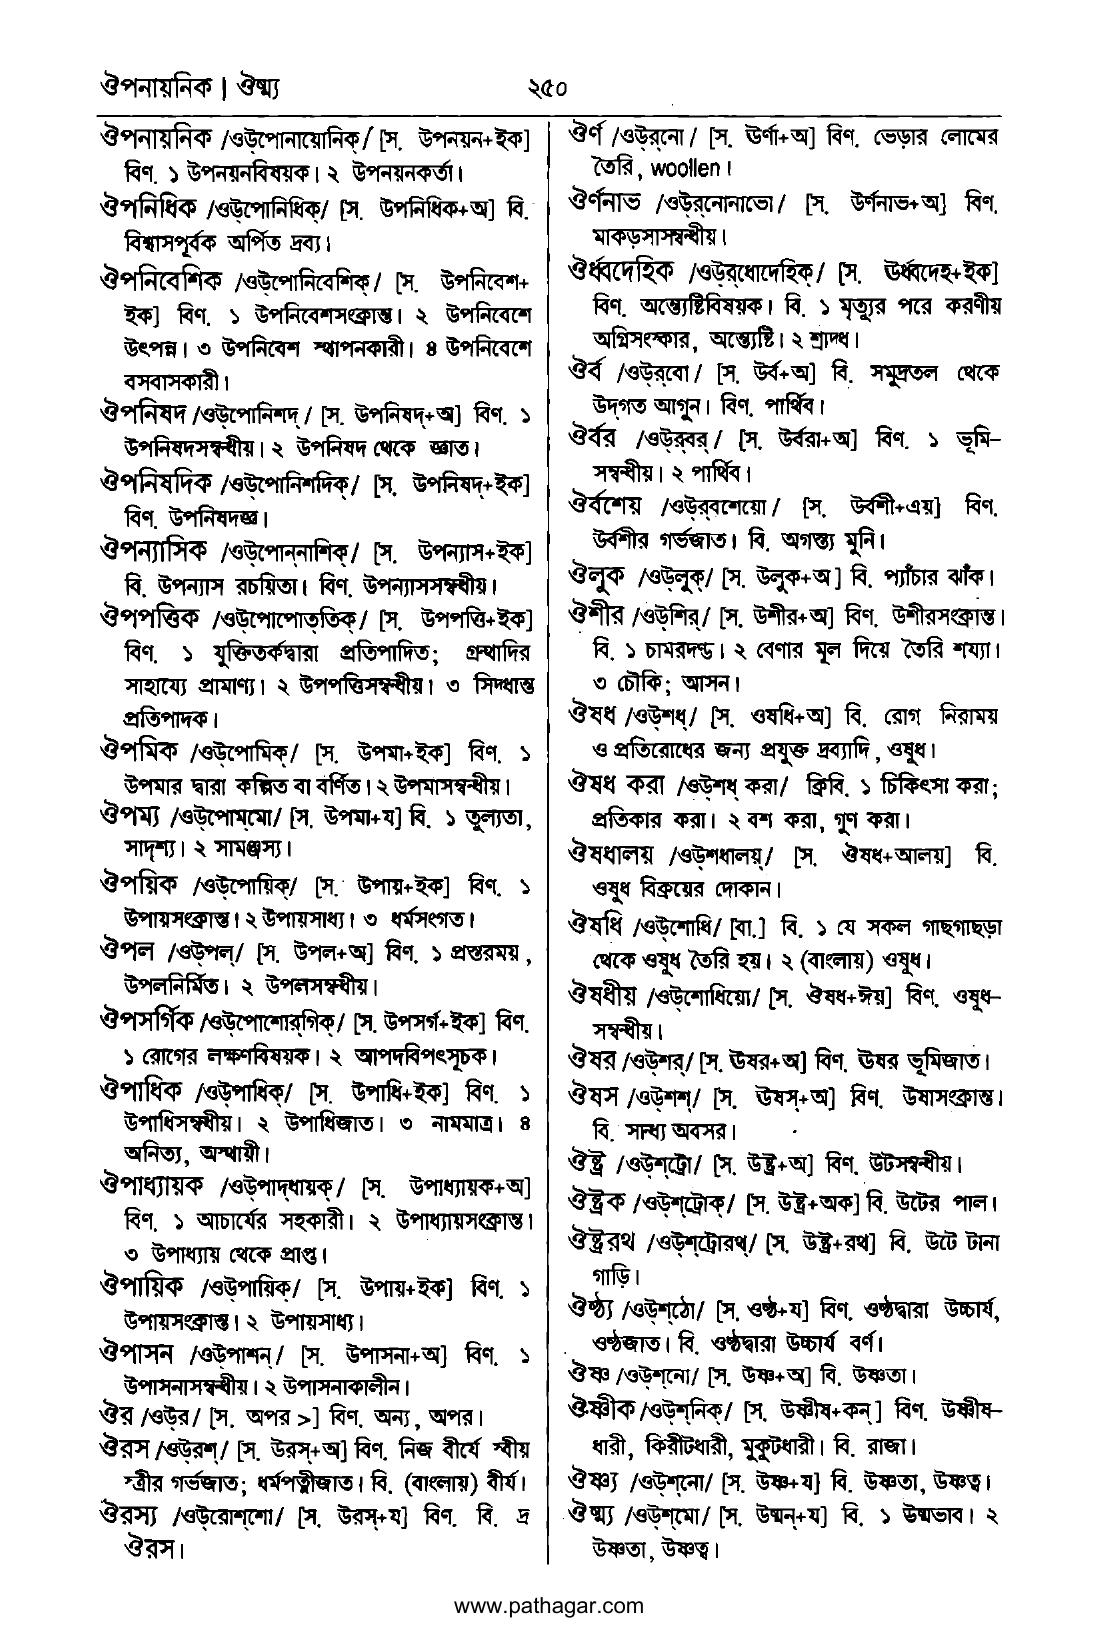 ঔপনায়নিক | ঔষ্ম্য
২৫০
ঔপনায়নিক /ওউ্‌পোনায়োনিক্/ [স. উপনয়ন+ইক]
বিণ. ১ উপনয়নবিষয়ক। ২ উপনয়নকর্তা।
ঔপনিধিক /ওউ্‌পোনিধিক্/ [স. উপনিধিক+অ] বি.
বিশ্বাসপূর্বক অর্পিত দ্রব্য।
ঔপনিবেশিক /ওউ্‌পোনিবেশিক্/ [স. উপনিবেশ+
ইক] বিণ. ১ উপনিবেশসংক্রান্ত। ২ উপনিবেশে
উৎপন্ন। ৩ উপনিবেশ স্থাপনকারী। ৪ উপনিবেশে
বসবাসকারী।
ঔপনিষদ /ওউ্‌পোনিশদ্/ [স. উপনিষদ্+অ] বিণ. ১
উপনিষদসম্বন্ধীয়। ২ উপনিষদ থেকে জ্ঞাত।
ঔপনিষদিক /ওউ্‌পোনিশদিক্/ [স. উপনিষদ্+ইক]
বিণ. উপনিষদজ্ঞ।
ঔপন্যাসিক /ওউ্‌পোন্‌নাশিক্/ [স. উপন্যাস+ইক]
বি. উপন্যাস রচয়িতা। বিণ. উপন্যাসসম্বন্ধীয়।
ঔপপত্তিক /ওউ্‌পোপোত্‌তিক্/ [স. উপপত্তি+ইক]
বিণ. ১ যুক্তিতর্কদ্বারা প্রতিপাদিত; গ্রন্থাদির
সাহায্যে প্রামাণ্য। ২ উপপত্তিসম্বন্ধীয়। ৩ সিদ্ধান্ত
প্রতিপাদক।
ঔপমিক /ওউ্‌পোমিক্/ [স. উপমা+ইক] বিণ. ১
উপমার দ্বারা কল্পিত বা বর্ণিত। ২ উপমাসম্বন্ধীয়।
ঔপম্য /ওউ্‌পোম্‌মো/ [স. উপমা+য] বি. ১ তুল্যতা,
সাদৃশ্য। ২ সামঞ্জস্য।
ঔপয়িক /ওউ্‌পোয়িক্/ [স. উপায়+ইক] বিণ. ১
উপায়সংক্রান্ত। ২ উপায়সাধ্য। ৩ ধর্মসংগত।
ঔপল /ওউ্‌পল্/ [স. উপল+অ] বিণ. ১ প্রস্তরময়,
উপলনির্মিত। ২ উপলসম্বন্ধীয়।
ঔপসর্গিক /ওউ্‌পোশোর্‌গিক্/ [স. উপসর্গ+ইক] বিণ.
১ রোগের লক্ষণবিষয়ক। ২ আপদবিপৎসূচক।
ঔপাধিক /ওউ্‌পাধিক্/ [স. উপাধি+ইক] বিণ. ১
উপাধিসম্বন্ধীয়। ২ উপাধিজাত। ৩ নামমাত্র। ৪
অনিত্য, অস্থায়ী।
ঔপাধ্যায়ক /ওউ্‌পাদ্‌ধায়ক্/ [স. উপাধ্যায়ক+অ]
বিণ. ১ আচার্যের সহকারী। ২ উপাধ্যায়সংক্রান্ত।
৩ উপাধ্যায় থেকে প্রাপ্ত।
ঔপায়িক /ওউ্‌পায়িক্/ [স. উপায়+ইক] বিণ. ১
উপায়সংক্রান্ত। ২ উপায়সাধ্য।
ঔপাসন /ওউ্‌পাশন্/ [স. উপাসনা+অ] বিণ. ১
উপাসনাসম্বন্ধীয়। ২ উপাসনাকালীন।
ঔর /ওউ্‌র/ [স. অপর >] বিণ. অন্য, অপর।
ঔরস /ওউ্‌রশ্/ [স. উরস্+অ] বিণ. নিজ বীর্যে স্বীয়
স্ত্রীর গর্ভজাত; ধর্মপত্নীজাত। বি. (বাংলায়) বীর্য।
ঔরস্য /ওউ্‌রোশ্‌শো/ [স. উরস্+য] বিণ. বি. দ্র
ঔরস।
ঔর্ণ /ওউ্‌র্‌নো/ [স. ঊর্ণা+অ] বিণ. ভেড়ার লোমের
তৈরি, woollen।
ঔর্ণনাভ /ওউ্‌র্‌নোনাভো/ [স. উর্ণনাভ+অ] বিণ.
মাকড়সাসম্বন্ধীয়।
ঔর্ধ্বদেহিক /ওউ্‌র্‌ধোদেহিক্/ [স. ঊর্ধ্বদেহ+ইক]
বিণ. অন্ত্যেষ্টিবিষয়ক। বি. ১ মৃত্যুর পরে করণীয়
অগ্নিসংস্কার, অন্ত্যেষ্টি। ২ শ্রাদ্ধ।
ঔর্ব /ওউ্‌র্‌বো/ [স. উর্ব+অ] বি. সমুদ্রতল থেকে
উদ্‌গত আগুন। বিণ. পার্থিব।
ঔর্বর /ওউ্‌র্‌বর্/ [স. উর্বরা+অ] বিণ. ১ ভূমি-
সম্বন্ধীয়। ২ পার্থিব।
ঔর্বশেয় /ওউ্‌র্‌বশেয়ো/ [স. উর্বশী+এয়] বিণ.
উর্বশীর গর্ভজাত। বি. অগস্ত্য মুনি।
ঔলুক /ওউ্‌লুক্/ [স. উলুক+অ] বি. প্যাঁচার ঝাঁক।
ঔশীর /ওউ্‌শির্/ [স. উশীর+অ] বিণ. উশীরসংক্রান্ত।
বি. ১ চামরদণ্ড। ২ বেণার মূল দিয়ে তৈরি শয্যা।
৩ চৌকি; আসন।
ঔষধ /ওউ্‌শধ্/ [স. ওষধি+অ] বি. রোগ নিরাময়
ও প্রতিরোধের জন্য প্রযুক্ত দ্রব্যাদি, ওষুধ।
ঔষধ করা /ওউ্‌শধ্ করা/ ক্রিবি. ১ চিকিৎসা করা;
প্রতিকার করা। ২ বশ করা, গুণ করা।
ঔষধালয় /ওউ্‌শধালয়্/ [স. ঔষধ+আলয়] বি.
ওষুধ বিক্রয়ের দোকান।
ঔষধি /ওউ্‌শোধি/ [বা.] বি. ১ যে সকল গাছগাছড়া
থেকে ওষুধ তৈরি হয়। ২ (বাংলায়) ওষুধ।
ঔষধীয় /ওউ্‌শোধিয়ো/ [স. ঔষধ+ঈয়] বিণ. ওষুধ-
সম্বন্ধীয়।
ঔষর /ওউ্‌শর্/ [স. ঊষর+অ] বিণ. ঊষর ভূমিজাত।
ঔষস /ওউ্‌শশ্/ [স. উষস্+অ] বিণ. উষাসংক্রান্ত।
বি. সান্ধ্য অবসর।
ঔষ্ট্র /ওউ্‌শ্‌ট্রো/ [স. উষ্ট্র+অ] বিণ. উটসম্বন্ধীয়।
ঔষ্ট্রক /ওউ্‌শ্‌ট্রোক্/ [স. উষ্ট্র+অক] বি. উটের পাল।
ঔষ্ট্ররথ /ওউ্‌শ্‌ট্রোরথ্/ [স. উষ্ট্র+রথ] বি. উটে টানা
গাড়ি।
ঔষ্ঠ্য /ওউ্‌শ্‌ঠো/ [স. ওষ্ঠ+য] বিণ. ওষ্ঠদ্বারা উচ্চার্য,
ওষ্ঠজাত। বি. ওষ্ঠদ্বারা উচ্চার্য বর্ণ।
ঔষ্ণ /ওউ্‌শ্‌নো/ [স. উষ্ণ+অ] বি. উষ্ণতা।
ঔষ্ণীক /ওউ্‌শ্‌নিক্/ [স. উষ্ণীষ+কন্] বিণ. উষ্ণীষ-
ধারী, কিরীটধারী, মুকুটধারী। বি. রাজা।
ঔষ্ণ্য /ওউ্‌শ্‌নো/ [স. উষ্ণ+য] বি. উষ্ণতা, উষ্ণত্ব।
ঔষ্ম্য /ওউ্‌শ্‌মো/ [স. উষ্মন্+য] বি. ১ উষ্মভাব। ২
উষ্ণতা, উষ্ণত্ব।
www.pathagar.com